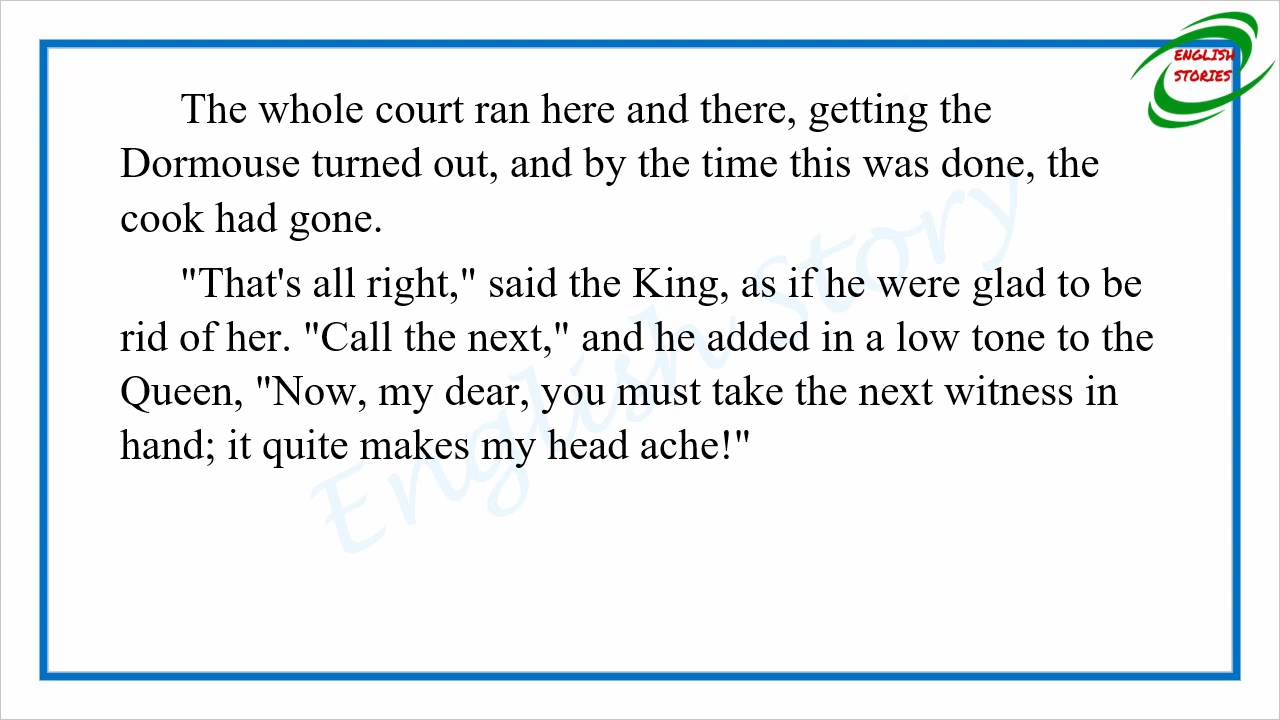 ENGLISH
STORIES
The whole court ran here and there, getting the
Dormouse turned out, and by the time this was done, the
cook had gone.
"That's all right," said the King, as if he were glad to be
rid of her. "Call the next," and he added in a low tone to the
Queen, "Now, my dear, you must take the next witness in
hand; it quite makes my head ache!"
English Story